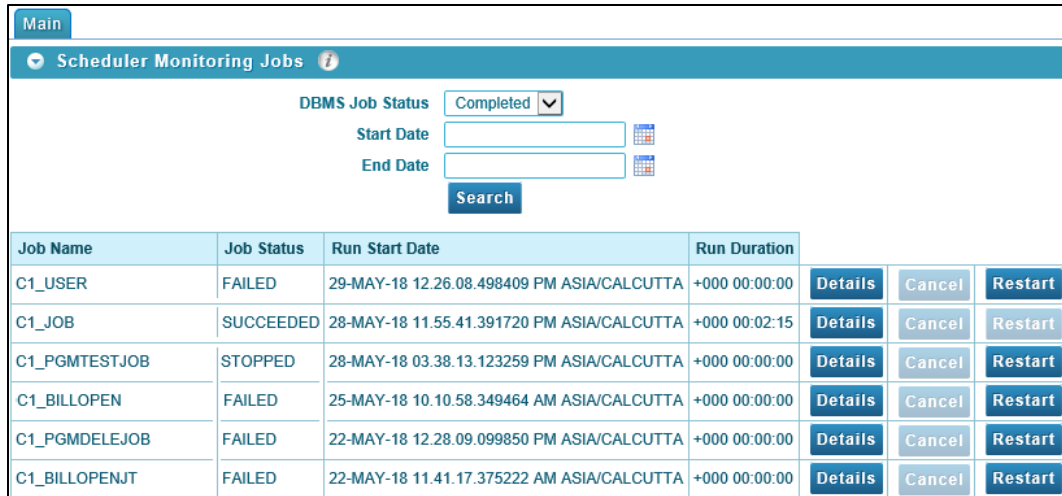 Main
Scheduler Monitoring Jobs i
DBMS Job Status Completed
Start Date
End Date
Search
Job Name Job Status Run Start Date Run Duration
C1_USER FAILED 29-MAY-18 12.26.08.498409 PM ASIA/CALCUTTA +000 00:00:00 Details Cancel Restart
C1_JOB SUCCEEDED 28-MAY-18 11.55.41.391720 PM ASIA/CALCUTTA +000 00:02:15 Details Cancel Restart
C1_PGMTESTJOB STOPPED 28-MAY-18 03.38.13.123259 PM ASIA/CALCUTTA +000 00:00:00 Details Cancel Restart
C1_BILLOPEN FAILED 25-MAY-18 10.10.58.349464 AM ASIA/CALCUTTA +000 00:00:00 Details Cancel Restart
C1_PGMDELEJOB FAILED 22-MAY-18 12.28.09.099850 PM ASIA/CALCUTTA +000 00:00:00 Details Cancel Restart
C1_BILLOPENJT FAILED 22-MAY-18 11.41.17.375222 AM ASIA/CALCUTTA +000 00:00:00 Details Cancel Restart